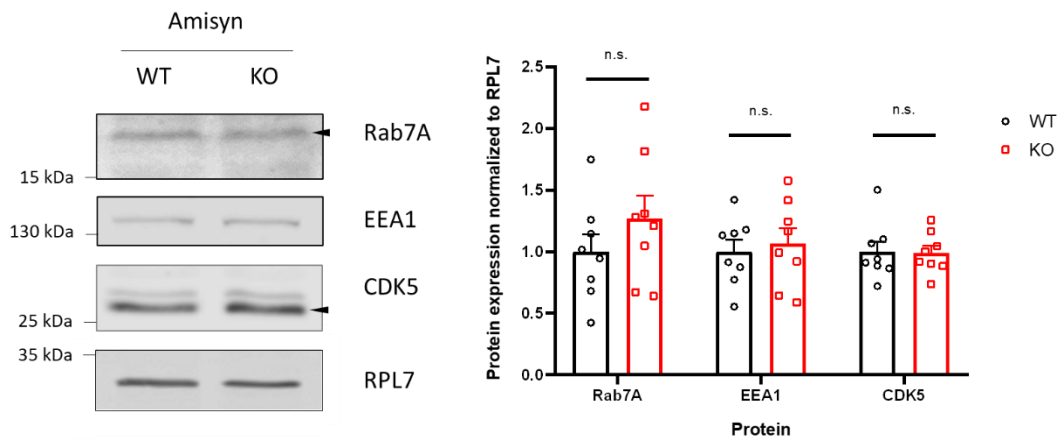 Amisyn
WT KO
Rab7A
15 kDa
EEA1
130 kDa
CDK5
25 kDa
35 kDa
RPL7
Protein expression normalized to RPL7
2.5
2.0
1.5
1.0
0.5
0.0
n.s.
n.s.
n.s.
WT
KO
Rab7A EEA1 CDK5
Protein